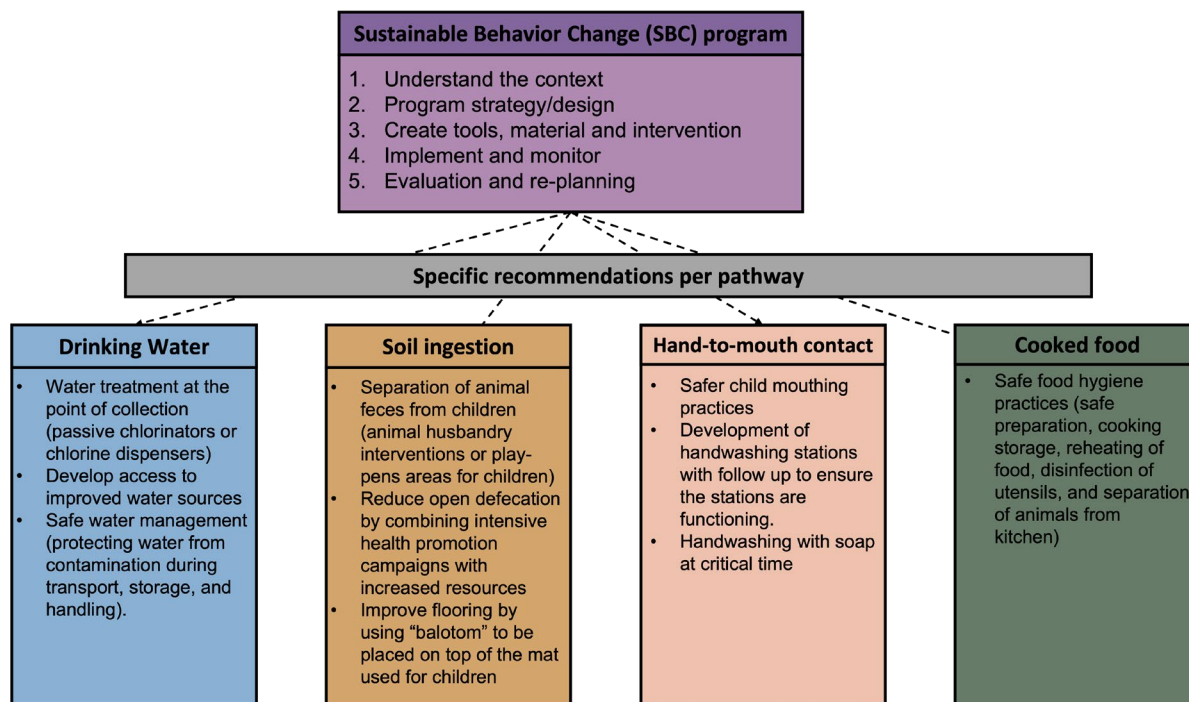 Sustainable Behavior Change (SBC) program
1. Understand the context
2. Program strategy/design
3. Create tools, material and intervention
4. Implement and monitor
5. Evaluation and re-planning
Specific recommendations per pathway
Drinking Water
• Water treatment at the
point of collection
(passive chlorinators or
chlorine dispensers)
• Develop access to
improved water sources
• Safe water management
(protecting water from
contamination during
transport, storage, and
handling).
Soil ingestion
• Separation of animal
feces from children
(animal husbandry
interventions or play-
pens areas for children)
• Reduce open defecation
by combining intensive
health promotion
campaigns with
increased resources
• Improve flooring by
using “balotom” to be
placed on top of the mat
used for children
Hand-to-mouth contact
• Safer child mouthing
practices
• Development of
handwashing stations
with follow up to ensure
the stations are
functioning.
• Handwashing with soap
at critical time
Cooked food
• Safe food hygiene
practices (safe
preparation, cooking
storage, reheating of
food, disinfection of
utensils, and separation
of animals from
kitchen)